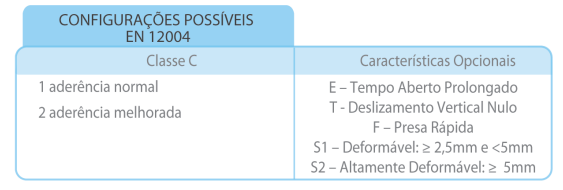 CONFIGURAÇÕES POSSÍVEIS
EN 12004
Classe C
Características Opcionais
1 aderência normal
2 aderência melhorada
E – Tempo Aberto Prolongado
T - Deslizamento Vertical Nulo
F – Presa Rápida
S1 – Deformável: ≥ 2,5mm e <5mm
S2 – Altamente Deformável: ≥ 5mm